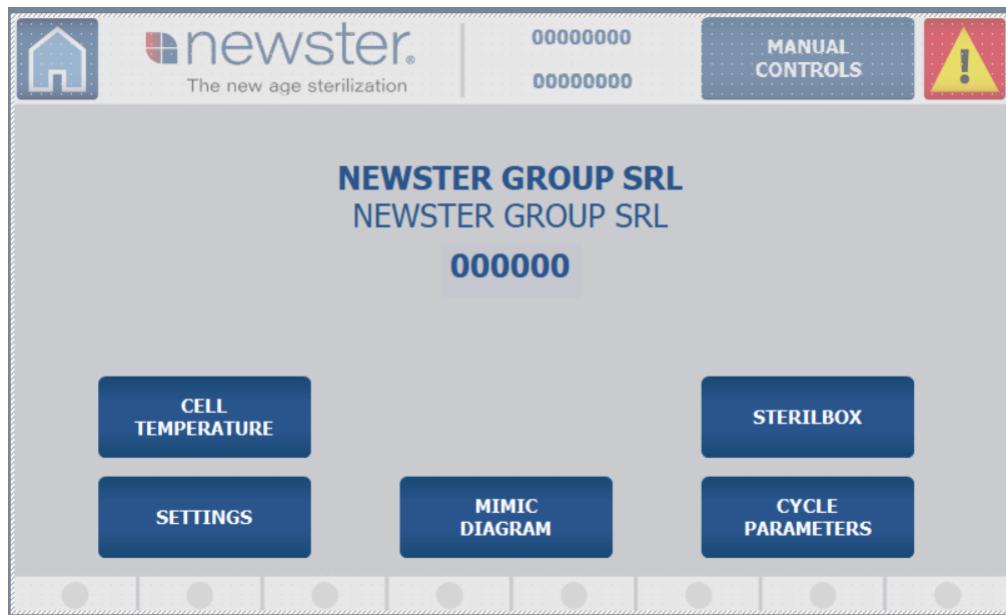 newster®
The new age sterilization
00000000
00000000
MANUAL
CONTROLS
!
NEWSTER GROUP SRL
NEWSTER GROUP SRL
000000
CELL
TEMPERATURE
STERILBOX
SETTINGS
MIMIC
DIAGRAM
CYCLE
PARAMETERS